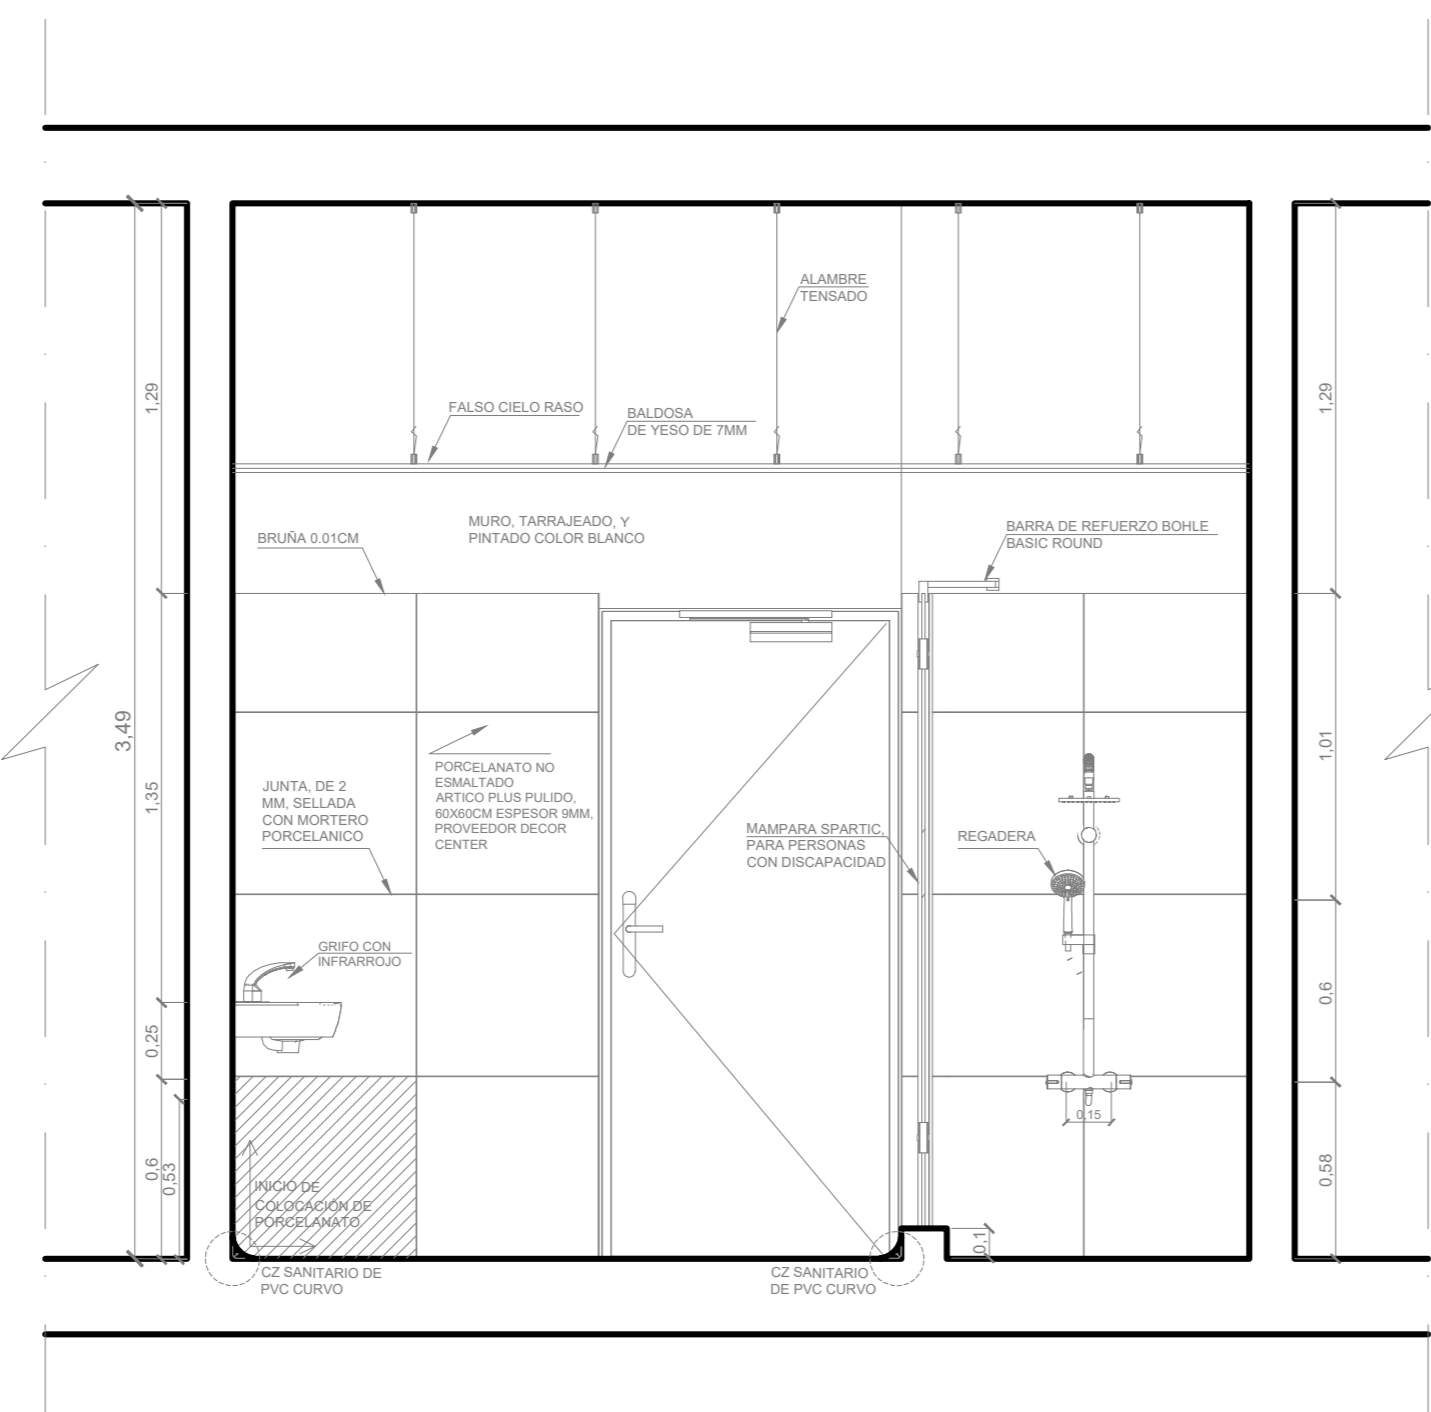 ALAMBRE
TENSADO
1,29
1,29
FALSO CIELO RASO
BALDOSA
DE YESO DE 7MM
MURO, TARRAJEADO, Y
PINTADO COLOR BLANCO
BRUÑA 0.01CM
BARRA DE REFUERZO BOHLE
BASIC ROUND
3,49
1,35
1,01
PORCELANATO NO
ESMALTADO
ARTICO PLUS PULIDO,
60X60CM ESPESOR 9MM,
PROVEEDOR DECOR
CENTER
JUNTA, DE 2
MM, SELLADA
CON MORTERO
PORCELANICO
MAMPARA SPARTIC,
PARA PERSONAS
CON DISCAPACIDAD
REGADERA
GRIFO CON
INFRARROJO
0,25
0,6
0,15
0,6
0,53
0,58
INICIO DE
COLOCACIÓN DE
PORCELANATO
0,1
CZ SANITARIO DE
PVC CURVO
CZ SANITARIO
DE PVC CURVO